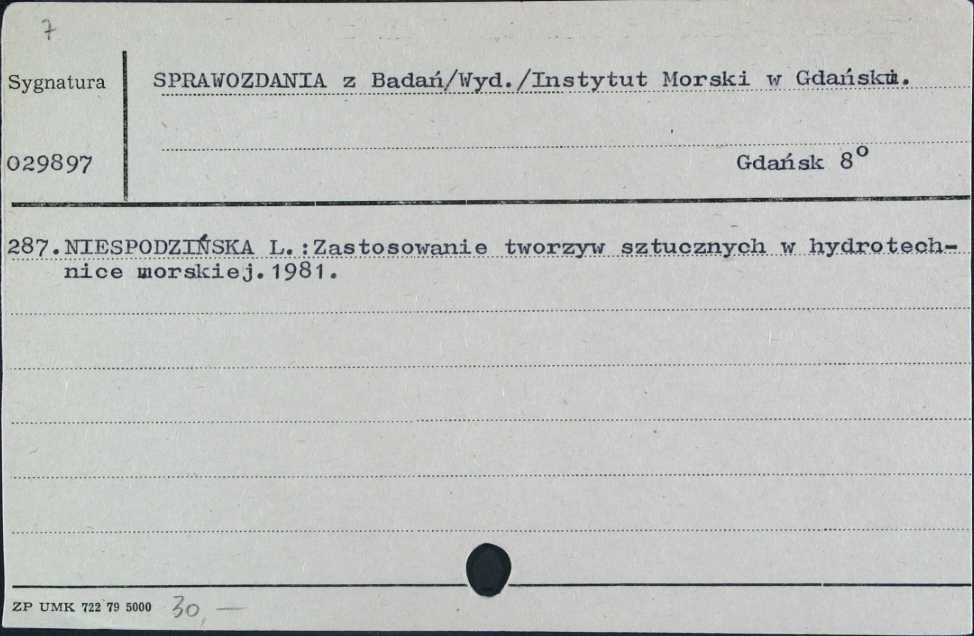 7
Sygnatura
SPRAWOZDANIA z Badań/Wyd./Instytut Morski w Gdańsku.
029897
Gdańsk 8°
287. NIESPODZIŃSKA L.:Zastosowanie tworzyw sztucznych w hydrotech-
nice morskiej.1981.
ZP UMK 722 79 5000 30,—